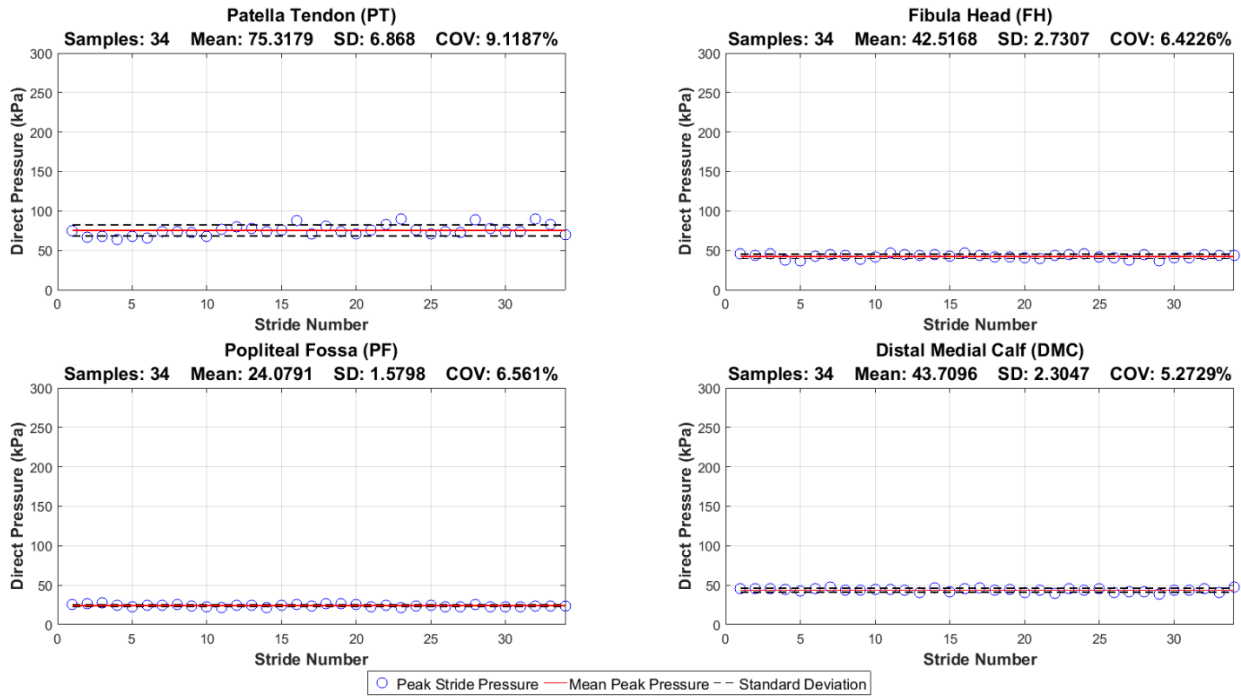 Patella Tendon (PT)
Samples: 34 Mean: 75.3179 SD: 6.868 COV: 9.1187%
300
250
200
150
100
50
0
Direct Pressure (kPa)
0 5 10 15 20 25 30
Stride Number
Fibula Head (FH)
Samples: 34 Mean: 42.5168 SD: 2.7307 COV: 6.4226%
300
250
200
150
100
50
0
Direct Pressure (kPa)
0 5 10 15 20 25 30
Stride Number
Popliteal Fossa (PF)
Samples: 34 Mean: 24.0791 SD: 1.5798 COV: 6.561%
300
250
200
150
100
50
0
Direct Pressure (kPa)
0 5 10 15 20 25 30
Stride Number
Distal Medial Calf (DMC)
Samples: 34 Mean: 43.7096 SD: 2.3047 COV: 5.2729%
300
250
200
150
100
50
0
Direct Pressure (kPa)
0 5 10 15 20 25 30
Stride Number
Peak Stride Pressure Mean Peak Pressure Standard Deviation